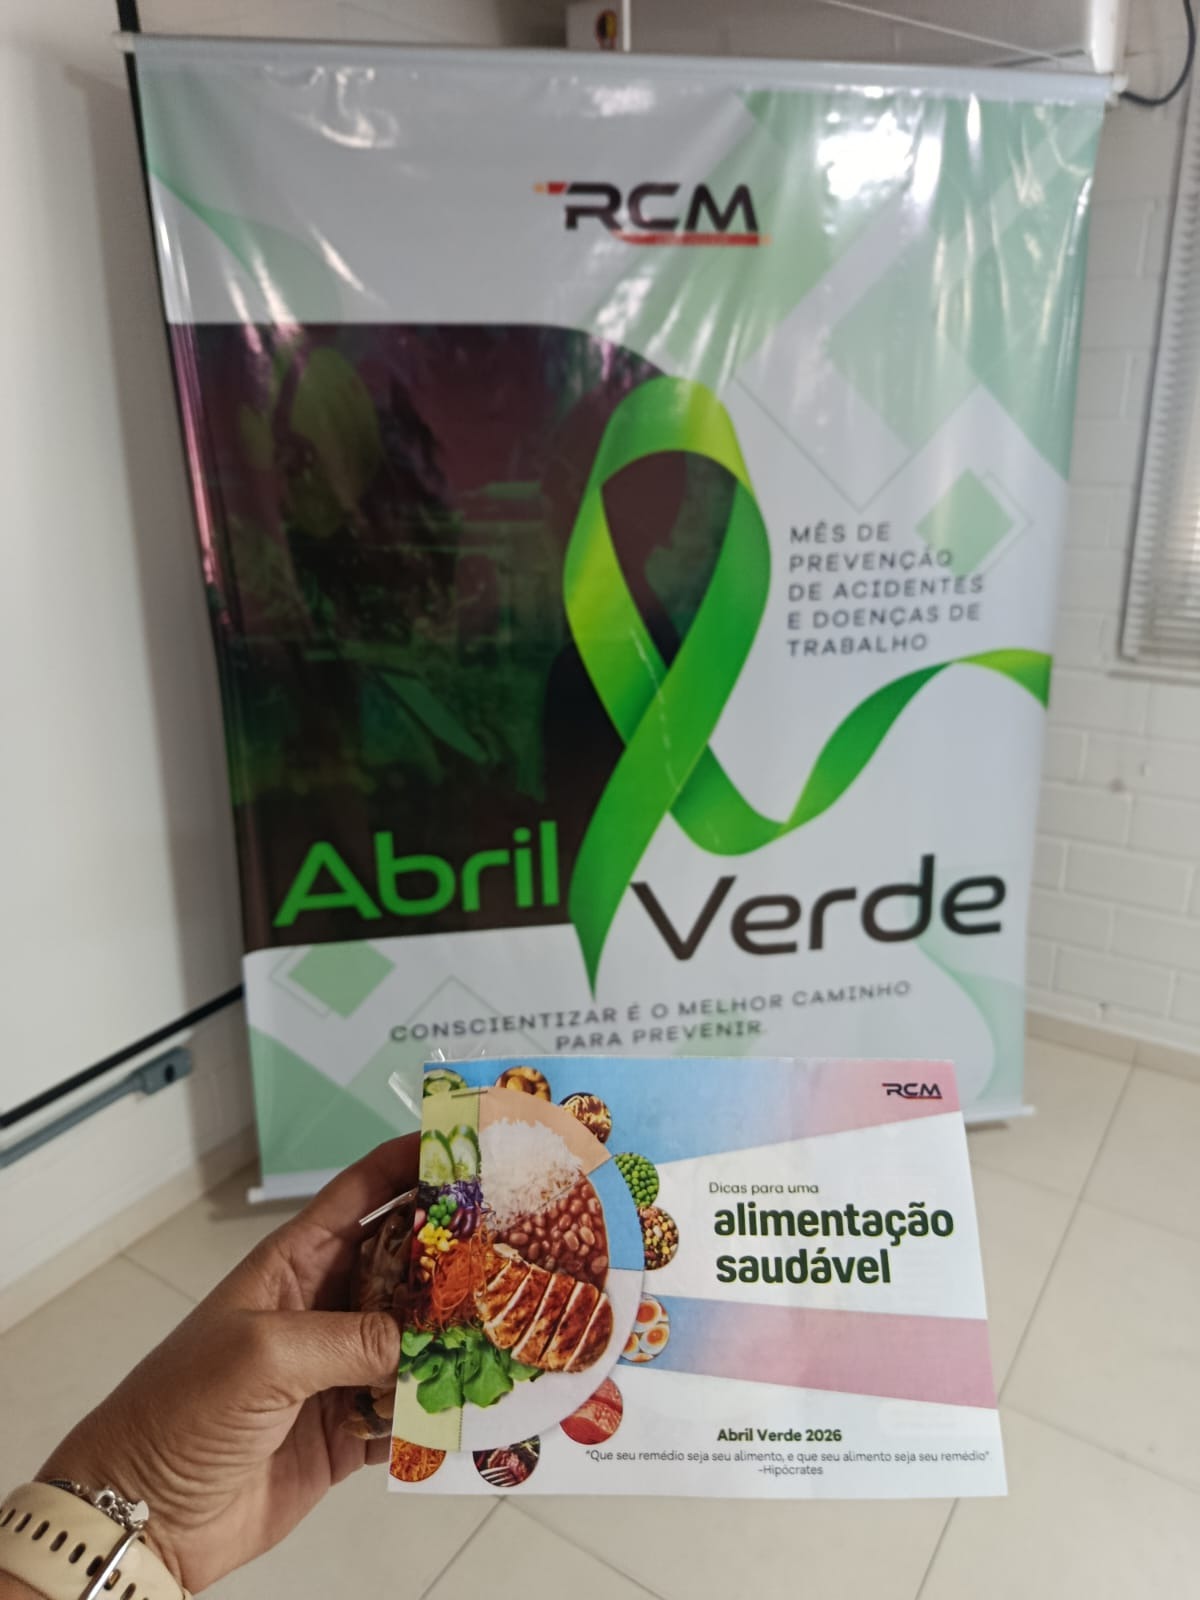 RCM
MÊS DE
PREVENÇÃO
DE ACIDENTES
E DOENÇAS DE
TRABALHO
Abril Verde
CONSCIENTIZAR É O MELHOR CAMINHO
PARA PREVENIR.
RCM
Dicas para uma
alimentação
saudável
Abril Verde 2026
"Que seu remédio seja seu alimento, e que seu alimento seja seu remédio"
-Hipócrates